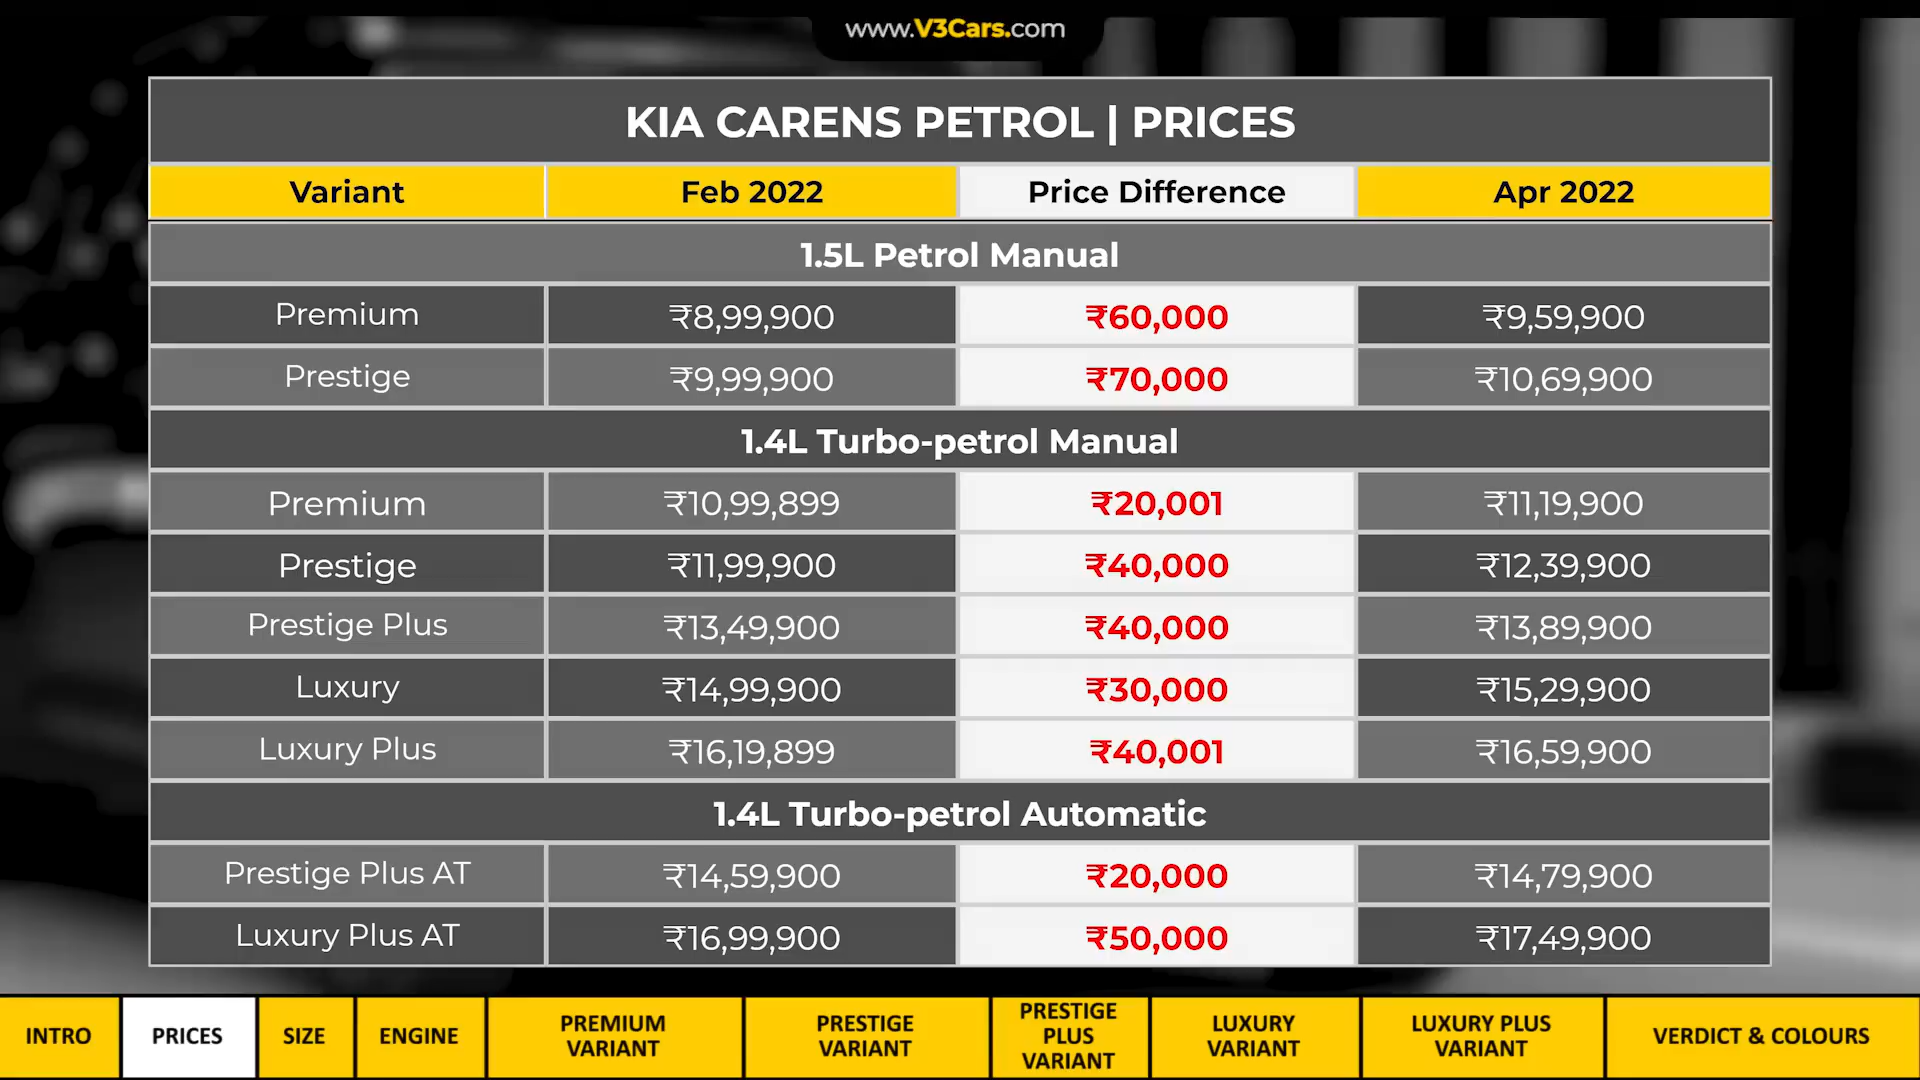 www.V3Cars.com
KIA CARENS PETROL | PRICES
Variant Feb 2022 Price Difference Apr 2022
1.5L Petrol Manual
Premium ₹8,99,900 ₹60,000 ₹9,59,900
Prestige ₹9,99,900 ₹70,000 ₹10,69,900
1.4L Turbo-petrol Manual
Premium ₹10,99,899 ₹20,001 ₹11,19,900
Prestige ₹11,99,900 ₹40,000 ₹12,39,900
Prestige Plus ₹13,49,900 ₹40,000 ₹13,89,900
Luxury ₹14,99,900 ₹30,000 ₹15,29,900
Luxury Plus ₹16,19,899 ₹40,001 ₹16,59,900
1.4L Turbo-petrol Automatic
Prestige Plus AT ₹14,59,900 ₹20,000 ₹14,79,900
Luxury Plus AT ₹16,99,900 ₹50,000 ₹17,49,900
INTRO
PRICES
SIZE
ENGINE
PREMIUM
VARIANT
PRESTIGE
VARIANT
PRESTIGE
PLUS
VARIANT
LUXURY
VARIANT
LUXURY PLUS
VARIANT
VERDICT & COLOURS